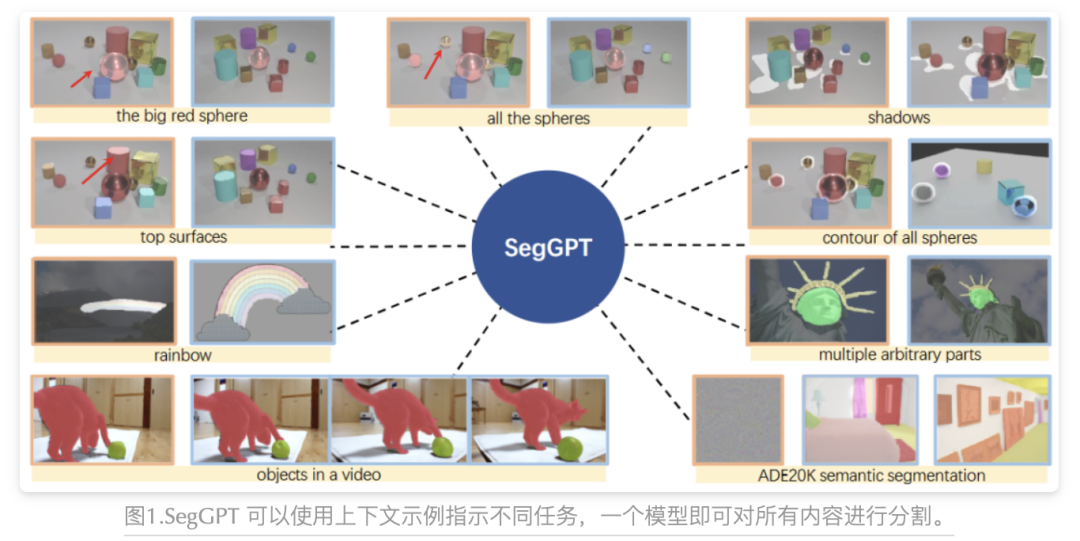 the big red sphere
all the spheres
shadows
top surfaces
SegGPT
contour of all spheres
rainbow
multiple arbitrary parts
objects in a video
ADE20K semantic segmentation
图1.SegGPT 可以使用上下文示例指示不同任务，一个模型即可对所有内容进行分割。